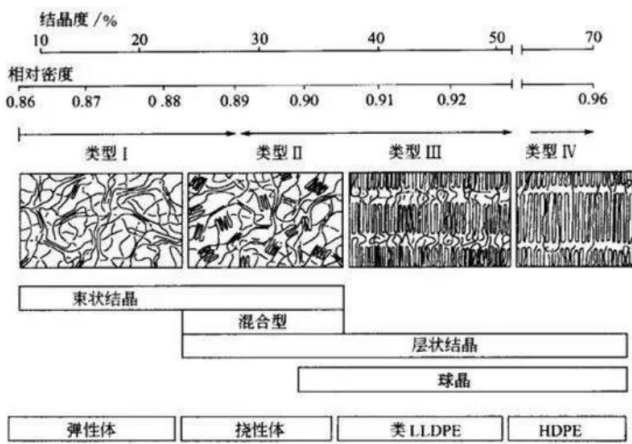 结晶度/%
10 20 30 40 50 70
相对密度
0.86 0.87 0.88 0.89 0.90 0.91 0.92 0.96
类型Ⅰ 类型Ⅱ 类型Ⅲ 类型Ⅳ
束状结晶
混合型
层状结晶
球晶
弹性体 挠性体 类LLDPE HDPE